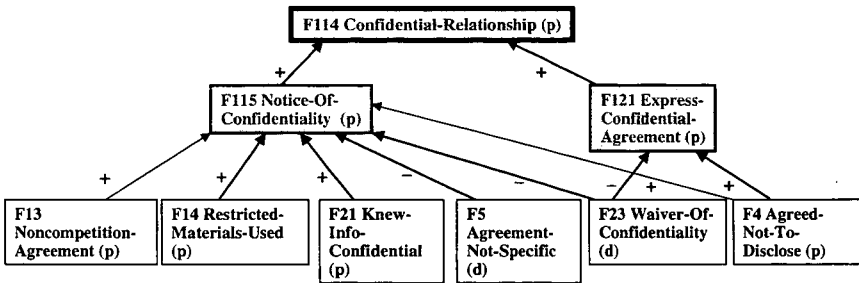 F114 Confidential-Relationship (p)
+
+
F115 Notice-Of-
Confidentiality (p)
F121 Express-
Confidential-
Agreement (p)
+
+
+
–
–
–
+
+
F13
Noncompetition-
Agreement (p)
F14 Restricted-
Materials-Used
(p)
F21 Knew-
Info-
Confidential
(p)
F5
Agreement-
Not-Specific
(d)
F23 Waiver-Of-
Confidentiality
(d)
F4 Agreed-
Not-To-
Disclose (p)